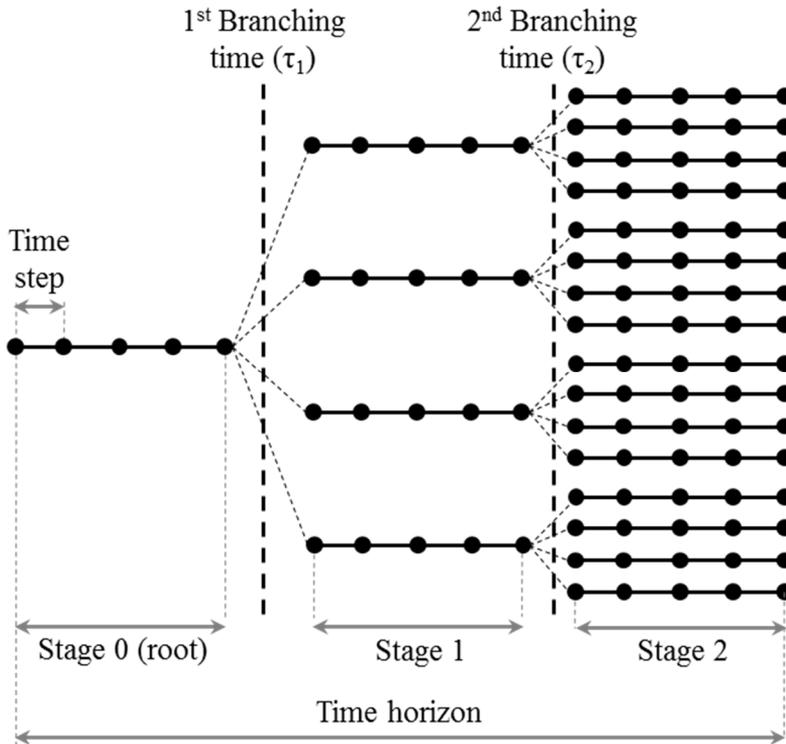 1st Branching
time (τ1)
2nd Branching
time (τ2)
Time
step
Stage 0 (root)
Stage 1
Stage 2
Time horizon